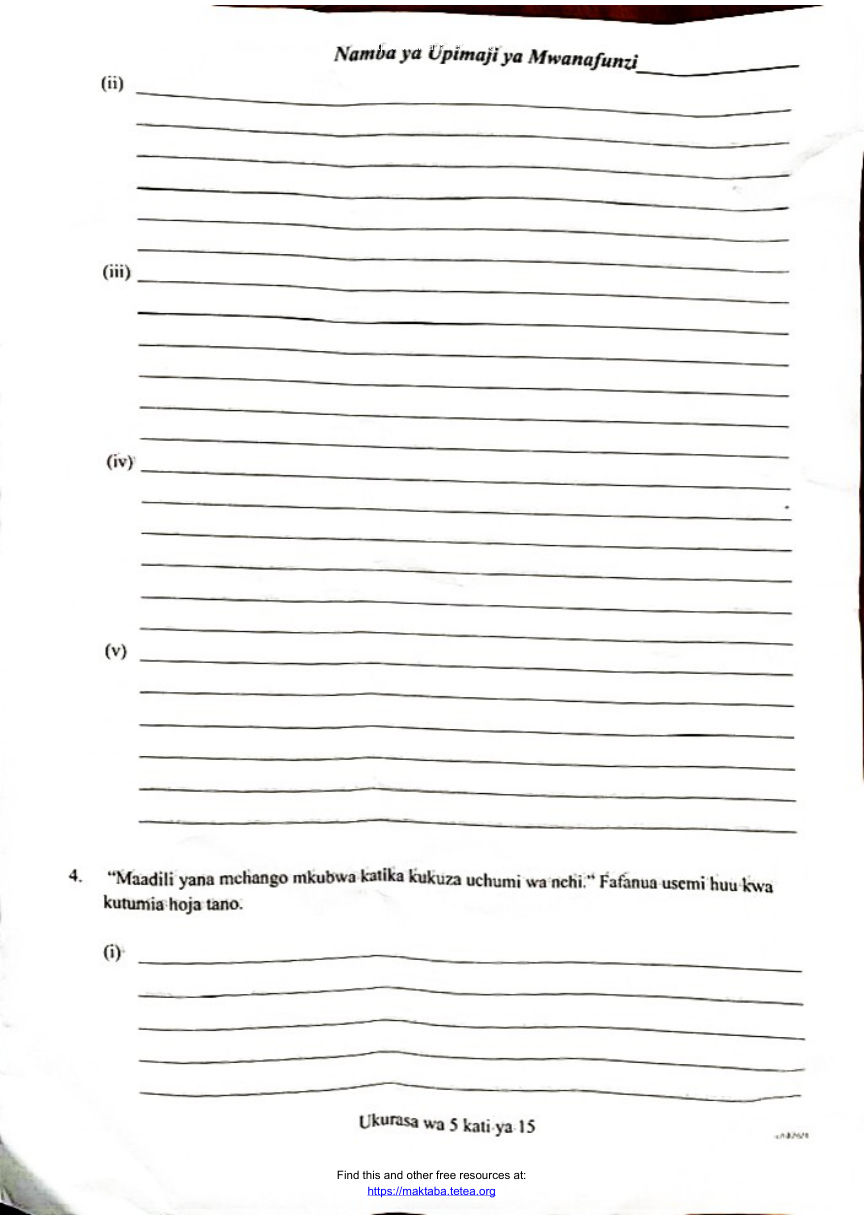 Namba ya Upimaji ya Mwanafunzi
(ii)
(iii)
(iv)
(v)
4. “Maadili yana mchango mkubwa katika kukuza uchumi wa nchi.“ Fafanua usemi huu kwa
kutumia hoja tano.
(i)
Ukurasa wa 5 kati ya 15
Find this and other free resources at:
https://maktaba.tetea.org